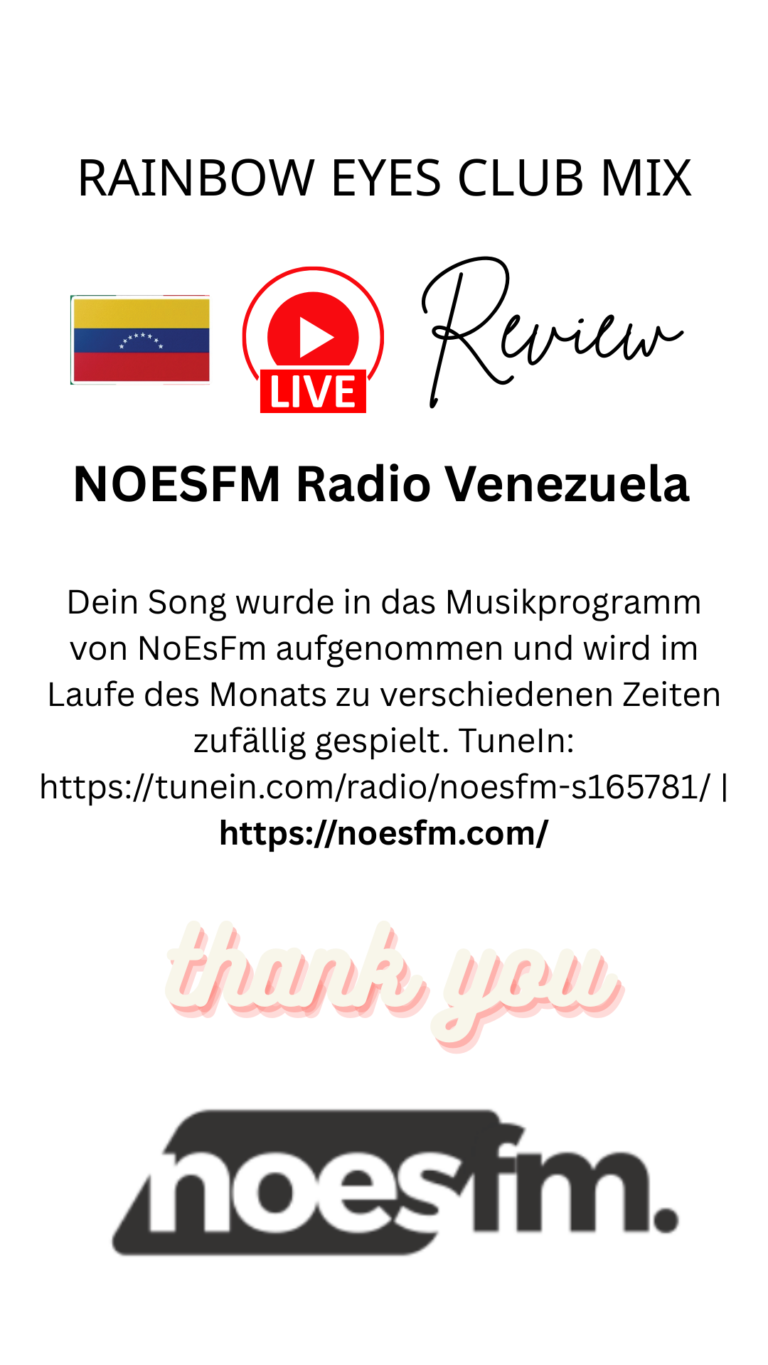 RAINBOW EYES CLUB MIX
LIVE
Review
NOESFM Radio Venezuela
Dein Song wurde in das Musikprogramm
von NoEsFm aufgenommen und wird im
Laufe des Monats zu verschiedenen Zeiten
zufällig gespielt. TuneIn:
https://tunein.com/radio/noesfm-s165781/ |
https://noesfm.com/
thank you
noesfm.